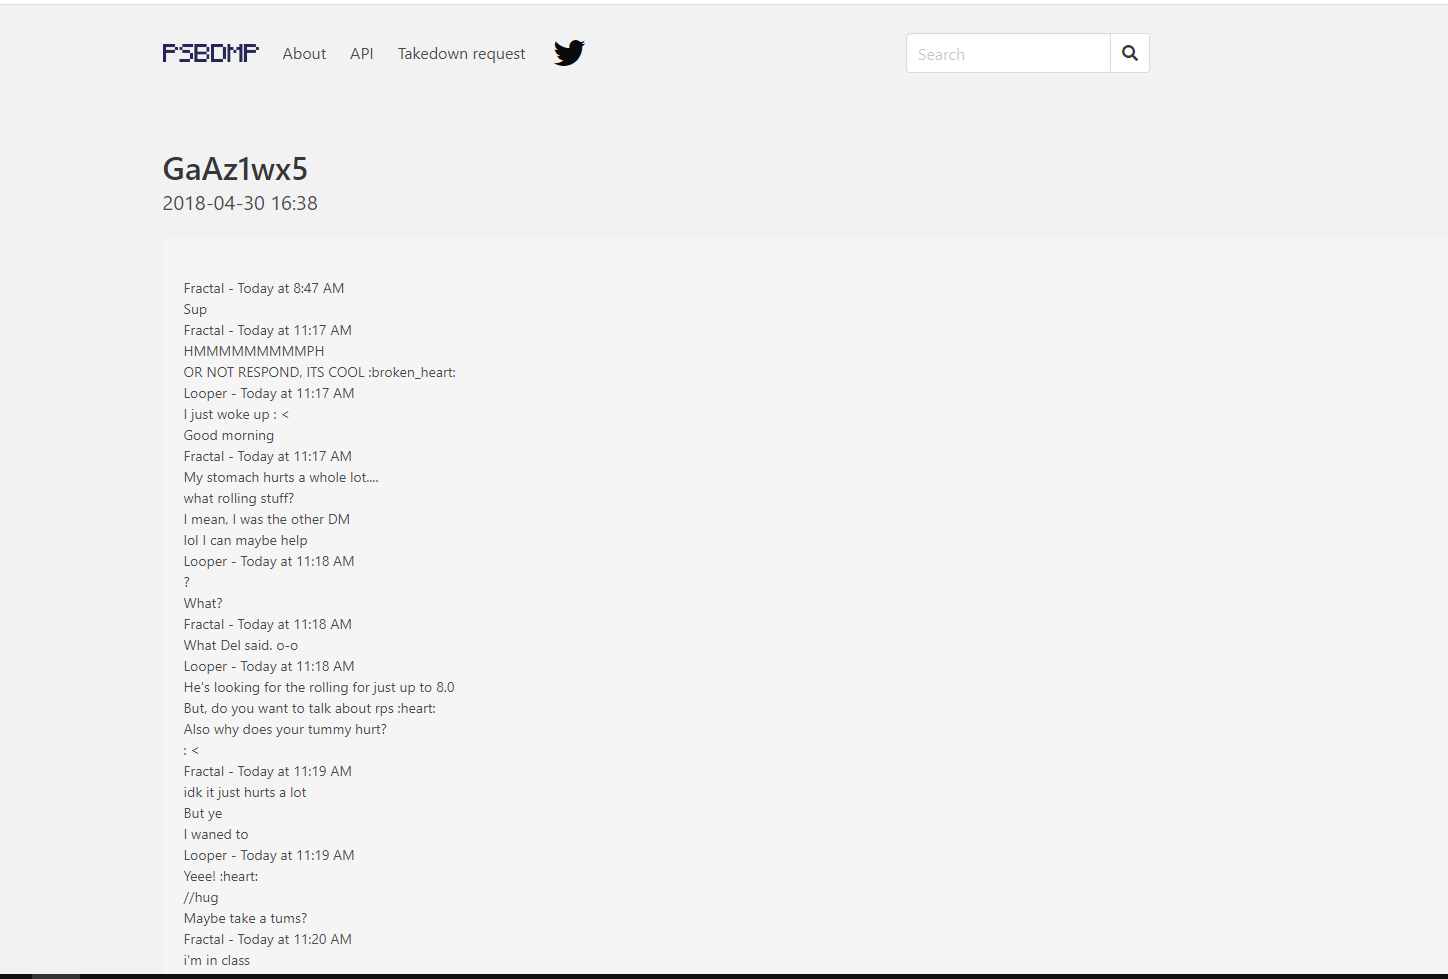 PSBDMP About API Takedown request Search
GaAz1wx5
2018-04-30 16:38
Fractal - Today at 8:47 AM
Sup
Fractal - Today at 11:17 AM
HMMMMMMMMMPH
OR NOT RESPOND, ITS COOL :broken_heart:
Looper - Today at 11:17 AM
I just woke up : <
Good morning
Fractal - Today at 11:17 AM
My stomach hurts a whole lot....
what rolling stuff?
I mean, I was the other DM
lol I can maybe help
Looper - Today at 11:18 AM
?
What?
Fractal - Today at 11:18 AM
What Del said. o-o
Looper - Today at 11:18 AM
He's looking for the rolling for just up to 8.0
But, do you want to talk about rps :heart:
Also why does your tummy hurt?
: <
Fractal - Today at 11:19 AM
idk it just hurts a lot
But ye
I waned to
Looper - Today at 11:19 AM
Yeee! :heart:
//hug
Maybe take a tums?
Fractal - Today at 11:20 AM
i'm in class